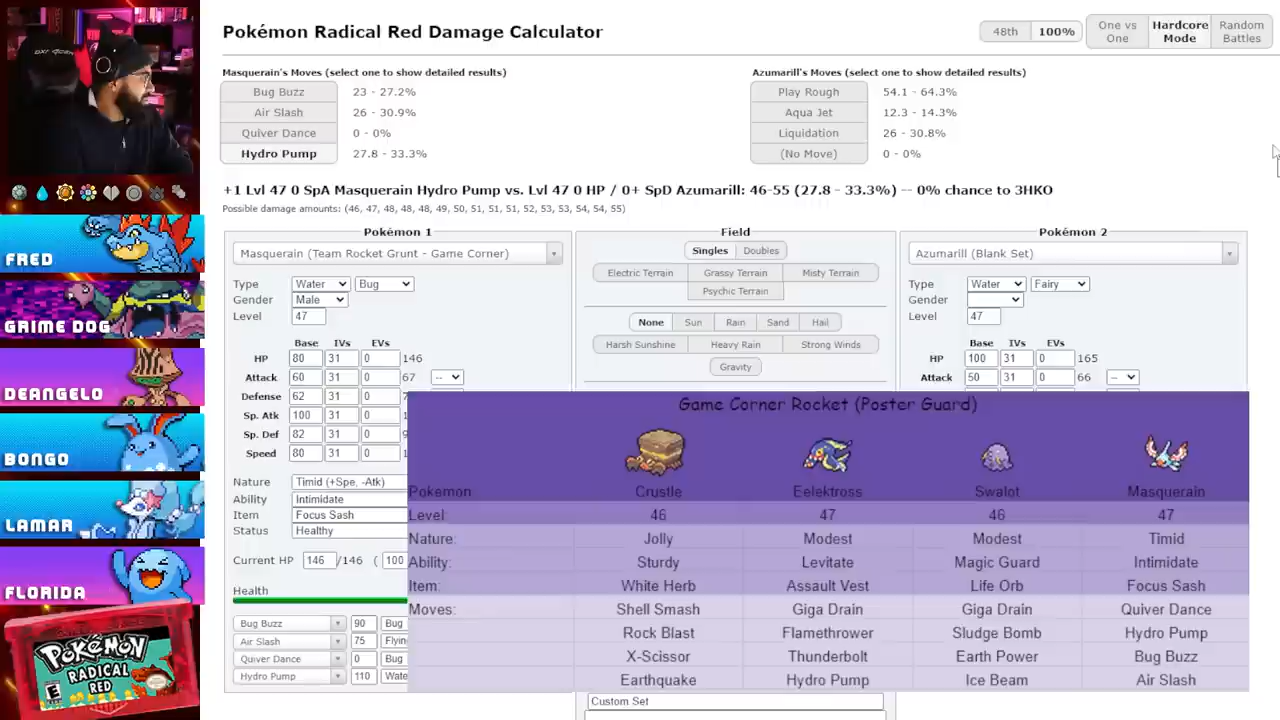 Pokémon Radical Red Damage Calculator
48th 100%
One vs One
Hardcore Mode
Random Battles
Masquerain's Moves (select one to show detailed results)
Bug Buzz 23 - 27.2%
Air Slash 26 - 30.9%
Quiver Dance 0 - 0%
Hydro Pump 27.8 - 33.3%
Azumarill's Moves (select one to show detailed results)
Play Rough 54.1 - 64.3%
Aqua Jet 12.3 - 14.3%
Liquidation 26 - 30.8%
(No Move) 0 - 0%
+1 Lvl 47 0 SpA Masquerain Hydro Pump vs. Lvl 47 0 HP / 0+ SpD Azumarill: 46-55 (27.8 - 33.3%) -- 0% chance to 3HKO
Possible damage amounts: (46, 47, 48, 48, 48, 49, 50, 51, 51, 51, 52, 53, 53, 54, 54, 55)
Pokémon 1
Masquerain (Team Rocket Grunt - Game Corner)
Type Water Bug
Gender Male
Level 47
Base IVs EVs
HP 80 31 0 146
Attack 60 31 0 67 --
Defense 62 31 0
Sp. Atk 100 31 0
Sp. Def 82 31 0
Speed 80 31 0
Nature Timid (+Spe, -Atk)
Ability Intimidate
Item Focus Sash
Status Healthy
Current HP 146 /146 ( 100
Health
Bug Buzz 90 Bug
Air Slash 75 Flyin
Quiver Dance 0 Bug
Hydro Pump 110 Wate
Field
Singles Doubles
Electric Terrain Grassy Terrain Misty Terrain
Psychic Terrain
None Sun Rain Sand Hail
Harsh Sunshine Heavy Rain Strong Winds
Gravity
Pokémon 2
Azumarill (Blank Set)
Type Water Fairy
Gender
Level 47
Base IVs EVs
HP 100 31 0 165
Attack 50 31 0 66 --
Game Corner Rocket (Poster Guard)
Pokemon Crustle Eelektross Swalot Masquerain
Level: 46 47 46 47
Nature: Jolly Modest Modest Timid
Ability: Sturdy Levitate Magic Guard Intimidate
Item: White Herb Assault Vest Life Orb Focus Sash
Moves: Shell Smash Giga Drain Giga Drain Quiver Dance
Rock Blast Flamethrower Sludge Bomb Hydro Pump
X-Scissor Thunderbolt Earth Power Bug Buzz
Earthquake Hydro Pump Ice Beam Air Slash
Custom Set
FRED
GRIME DOG
DEANGELO
BONGO
LAMAR
FLORIDA
POKéMON
RADICAL
RED